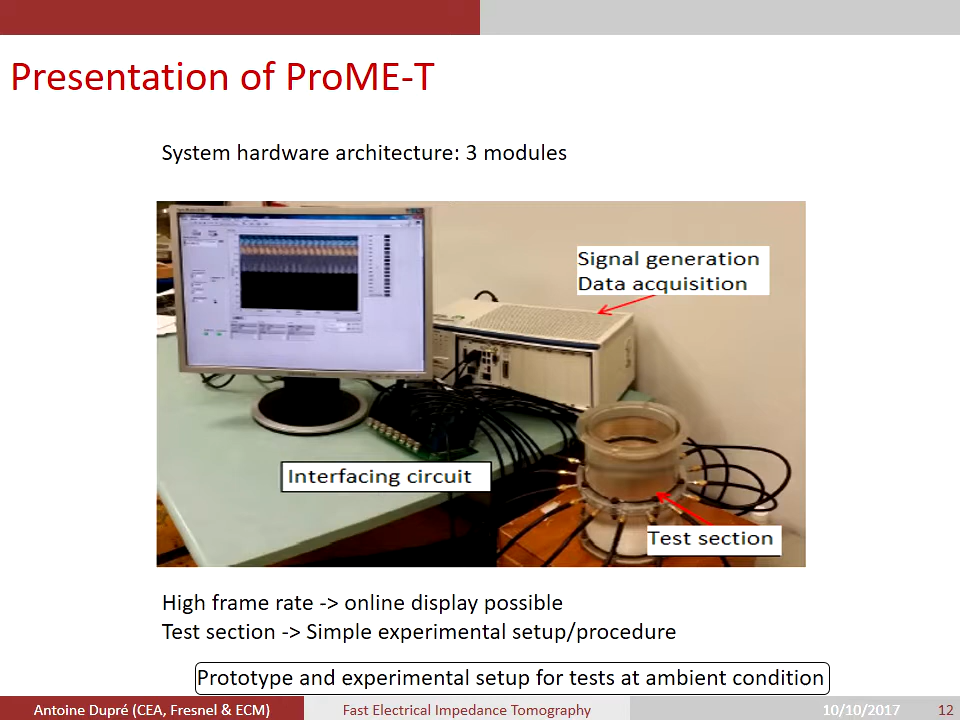 Presentation of ProME-T
System hardware architecture: 3 modules
Signal generation
Data acquisition
Interfacing circuit
Test section
High frame rate -> online display possible
Test section -> Simple experimental setup/procedure
Prototype and experimental setup for tests at ambient condition
Antoine Dupré (CEA, Fresnel & ECM)
Fast Electrical Impedance Tomography
10/10/2017
12